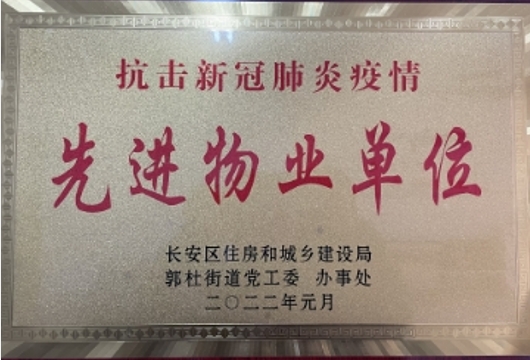 抗击新冠肺炎疫情
先进物业单位
长安区住房和城乡建设局
郭杜街道党工委 办事处
二〇二二年元月